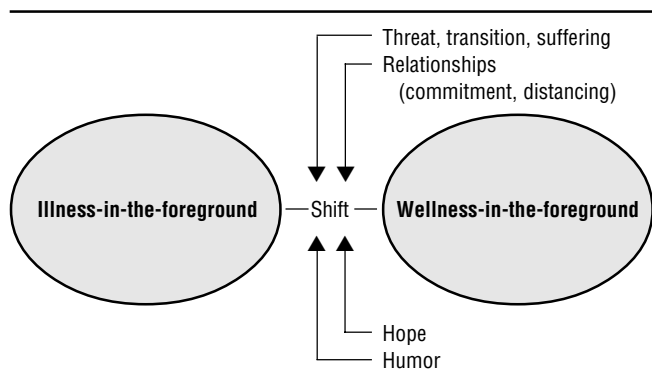 Threat, transition, suffering
Relationships
(commitment, distancing)
Illness-in-the-foreground
Shift
Wellness-in-the-foreground
Hope
Humor